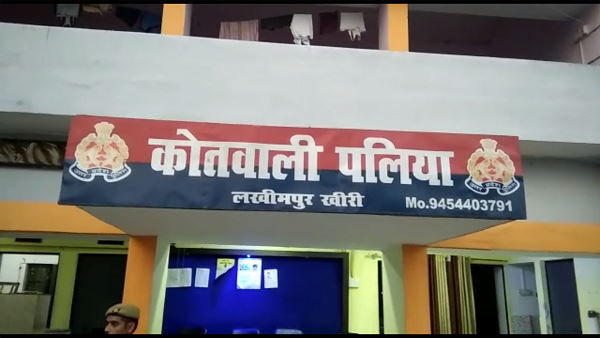 कोतवाली पलिया
लखीमपुर खीरी
Mo.9454403791